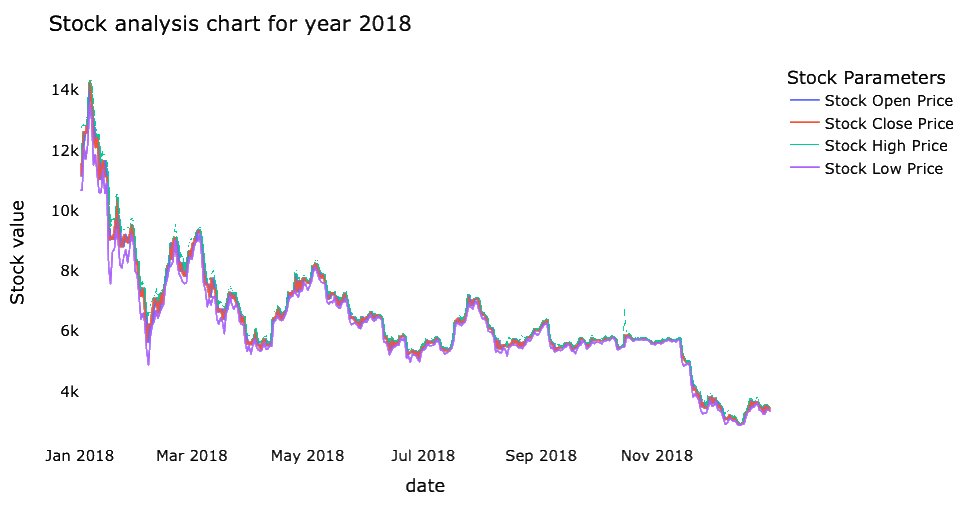 Stock analysis chart for year 2018
Stock value
14k
12k
10k
8k
6k
4k
Jan 2018
Mar 2018
May 2018
Jul 2018
Sep 2018
Nov 2018
date
Stock Parameters
Stock Open Price
Stock Close Price
Stock High Price
Stock Low Price